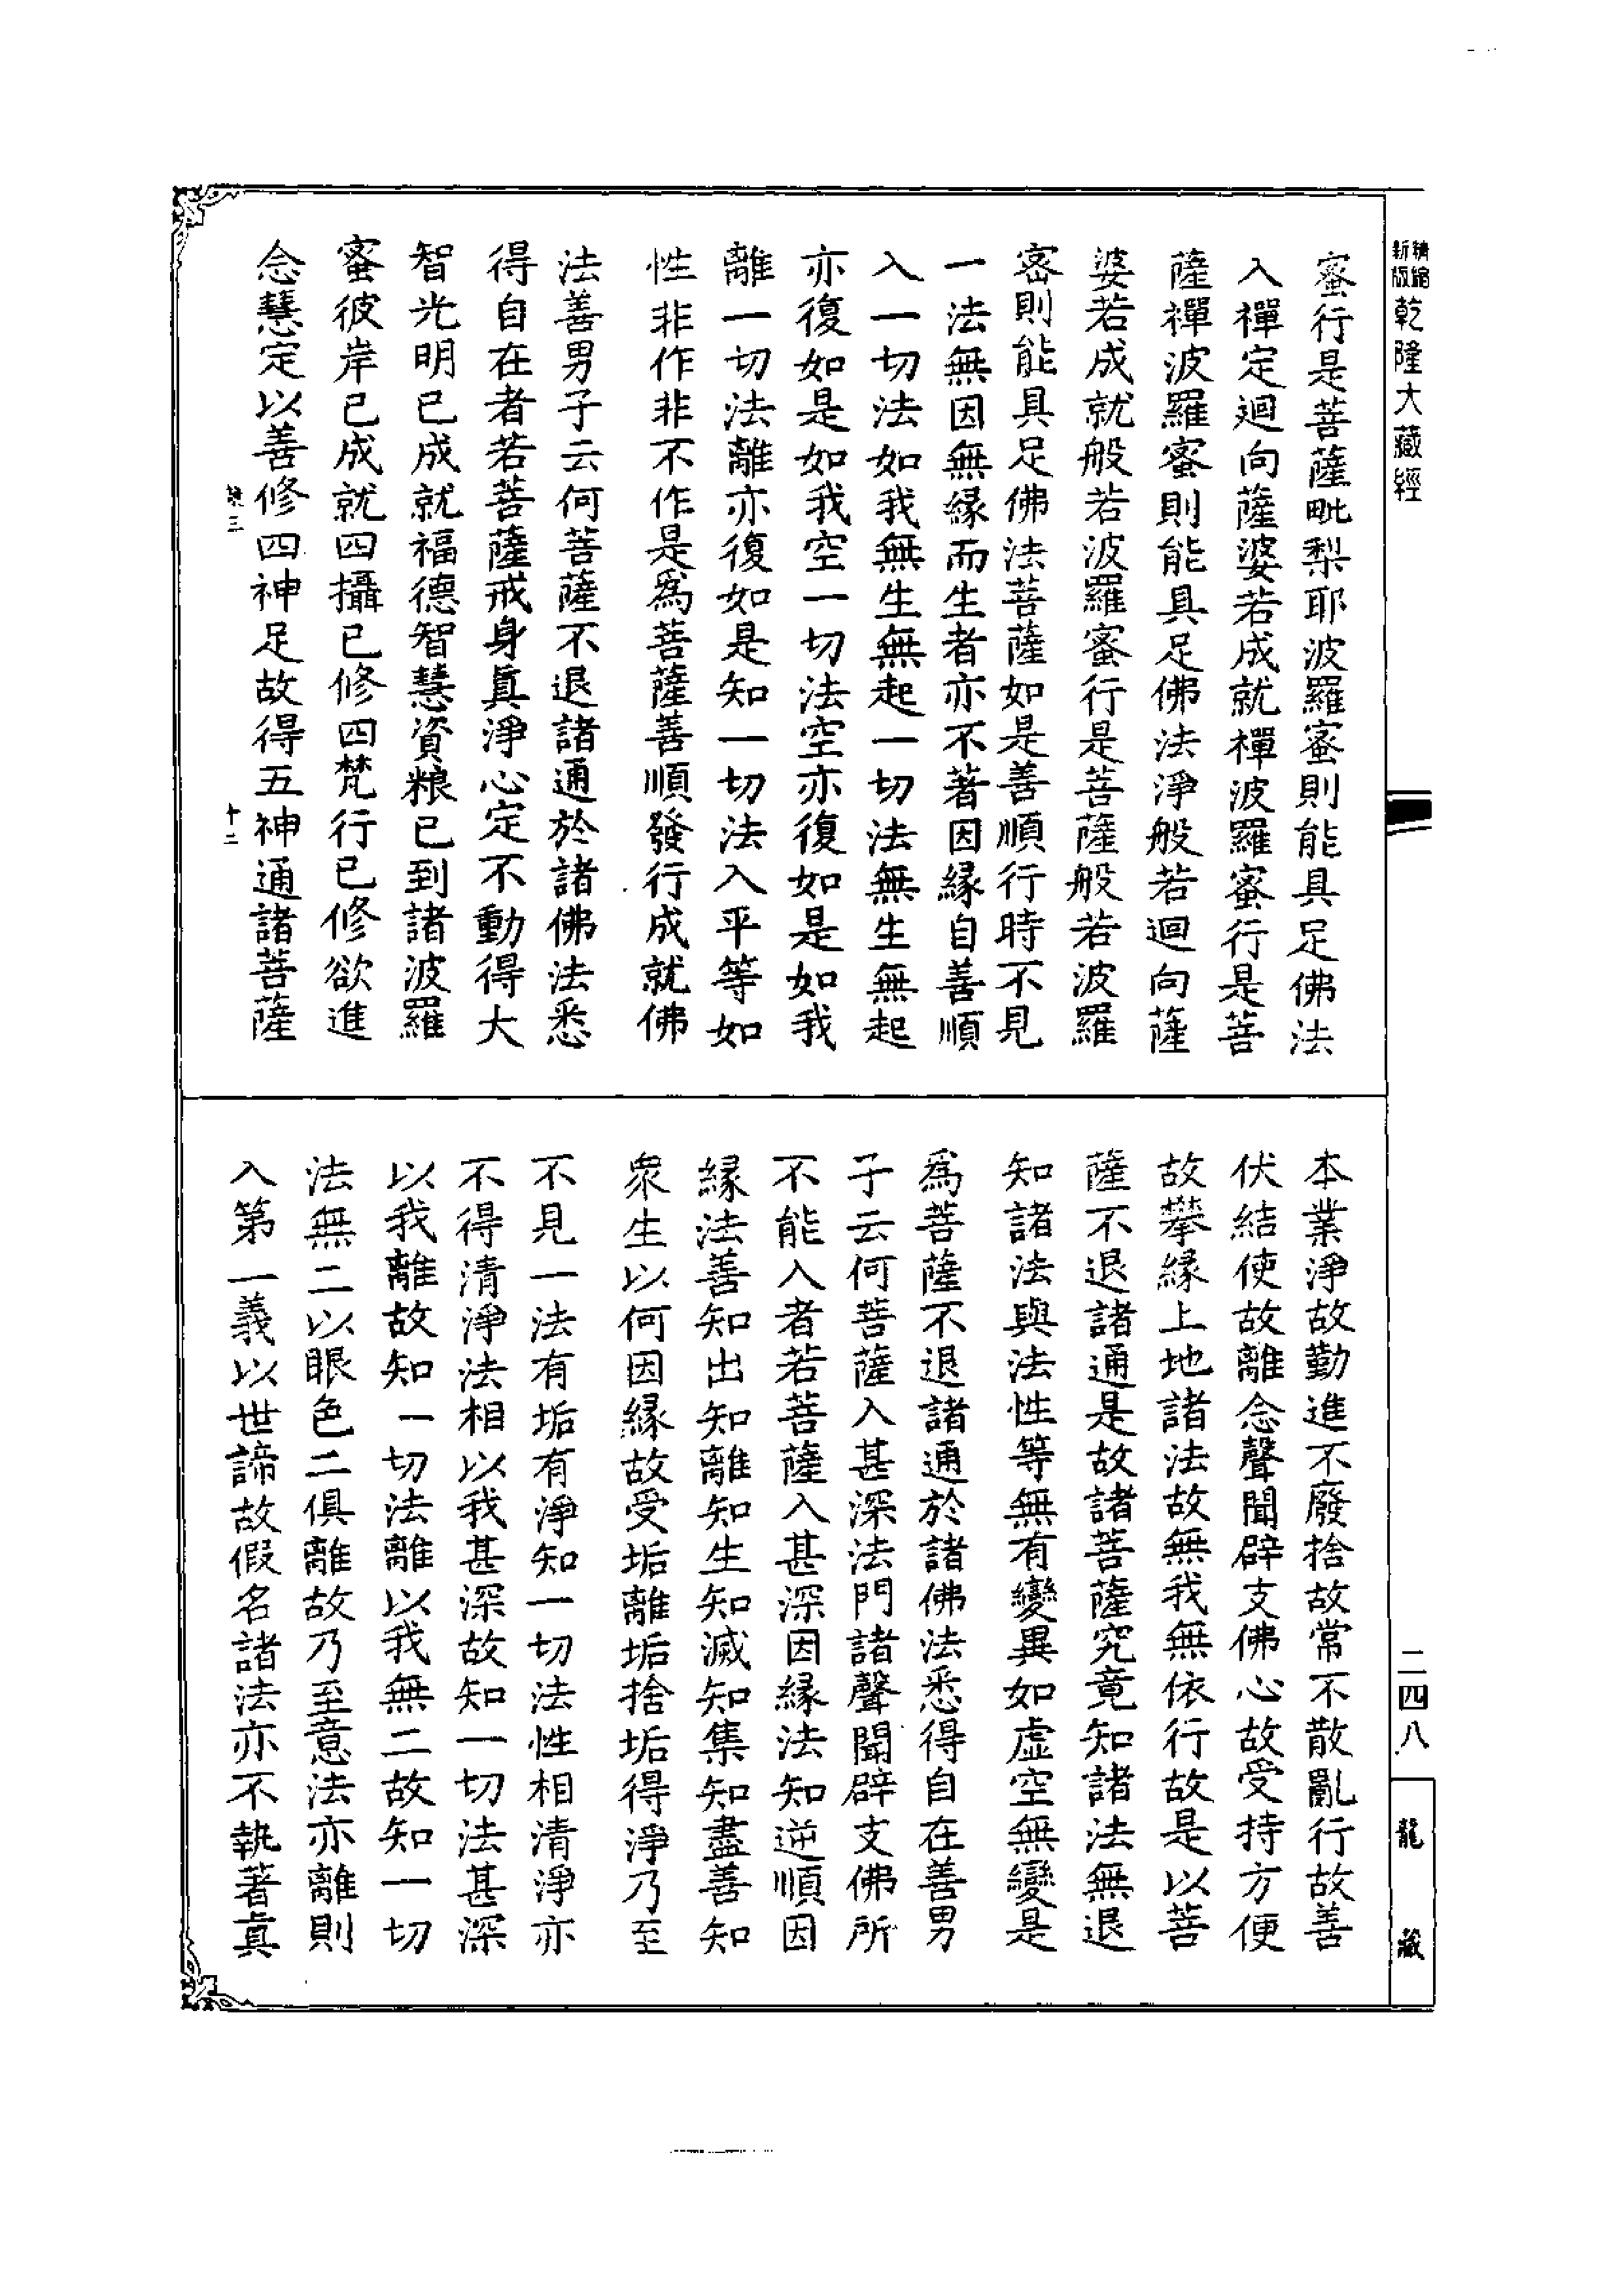 精縮新版乾隆大藏經
蜜行是菩薩毗梨耶波羅蜜則能具足佛法
入禪定迴向薩婆若成就禪波羅蜜行是菩
薩禪波羅蜜則能具足佛法淨般若迴向薩
婆若成就般若波羅蜜行是菩薩般若波羅
密則能具足佛法菩薩如是善順行時不見
一法無因無緣而生者亦不著因緣自善順
入一切法如我無生無起一切法無生無起
亦復如是如我空一切法空亦復如是如我
離一切法離亦復如是知一切法入平等如
性非作非不作是爲菩薩善順發行成就佛
法善男子云何菩薩不退諸通於諸佛法悉
得自在者若菩薩戒身真淨心定不動得大
智光明已成就福德智慧資粮已到諸波羅
蜜彼岸已成就四攝已修四梵行已修欲進
念慧定以善修四神足故得五神通諸菩薩
三
十二
本業淨故勤進不廢捨故常不散亂行故善
伏結使故離念聲聞辟支佛心故受持方便
故攀緣上地諸法故無我無依行故是以菩
薩不退諸通是故諸菩薩究竟知諸法無退
知諸法與法性等無有變異如虛空無變是
爲菩薩不退諸通於諸佛法悉得自在善男
子云何菩薩入甚深法門諸聲聞辟支佛所
不能入者若菩薩入甚深因緣法知逆順因
緣法善知出知離知生知滅知集知盡善知
衆生以何因緣故受垢離垢捨垢得淨乃至
不見一法有垢有淨知一切法性相清淨亦
不得清淨法相以我甚深故知一切法甚深
以我離故知一切法離以我無二故知一切
法無二以眼色二俱離故乃至意法亦離則
入第一義以世諦故假名諸法亦不執著真
二四八
龍藏